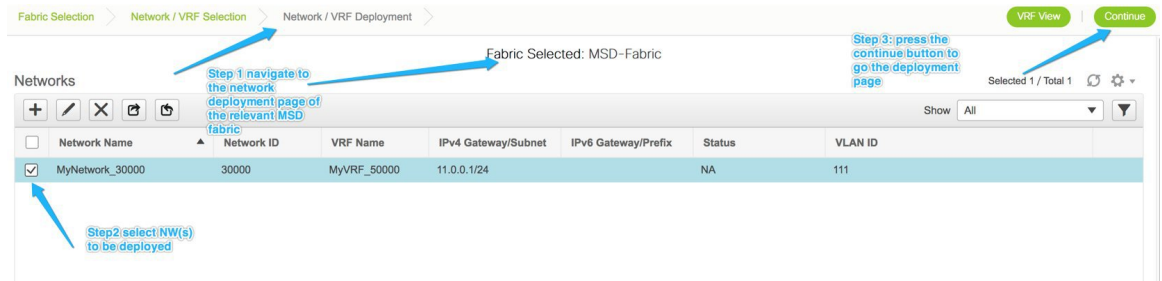 Fabric Selection Network / VRF Selection Network / VRF Deployment VRF View Continue
Fabric Selected: MSD-Fabric
Step 1 navigate to
the network
deployment page of
the relevant MSD
fabric
Step 3: press the
continue button to
go the deployment
page
Networks Selected 1 / Total 1
Show All
Network Name Network ID VRF Name IPv4 Gateway/Subnet IPv6 Gateway/Prefix Status VLAN ID
MyNetwork_30000 30000 MyVRF_50000 11.0.0.1/24 NA 111
Step2 select NW(s)
to be deployed